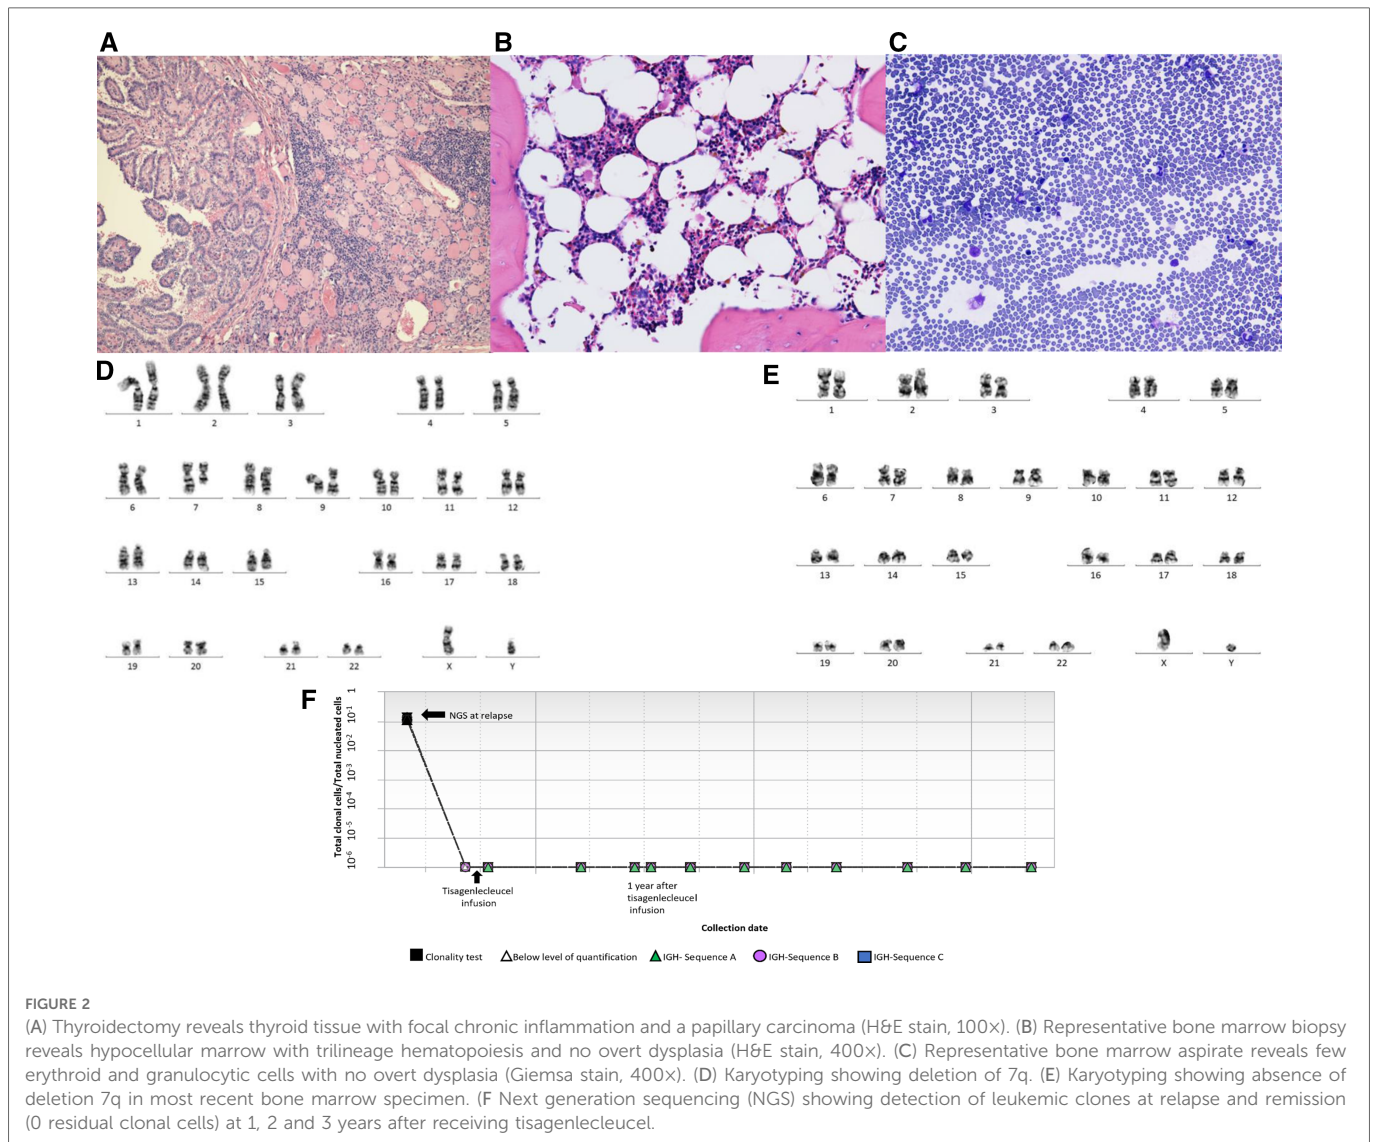 A
B
C
D
E
1 2 3 4 5
1 2 3 4 5
6 7 8 9 10 11 12
6 7 8 9 10 11 12
13 14 15 16 17 18
13 14 15 16 17 18
19 20 21 22 X Y
19 20 21 22 X Y
F
Total clonal cells/Total nucleated cells
1
10-1
10-2
10-3
10-4
10-5
10-6
NGS at relapse
Tisagenlecleucel
infusion
1 year after
tisagenlecleucel
infusion
Collection date
Clonality test Below level of quantification IGH- Sequence A IGH-Sequence B IGH-Sequence C
FIGURE 2
(A) Thyroidectomy reveals thyroid tissue with focal chronic inflammation and a papillary carcinoma (H&E stain, 100×). (B) Representative bone marrow biopsy
reveals hypocellular marrow with trilineage hematopoiesis and no overt dysplasia (H&E stain, 400×). (C) Representative bone marrow aspirate reveals few
erythroid and granulocytic cells with no overt dysplasia (Giemsa stain, 400×). (D) Karyotyping showing deletion of 7q. (E) Karyotyping showing absence of
deletion 7q in most recent bone marrow specimen. (F Next generation sequencing (NGS) showing detection of leukemic clones at relapse and remission
(0 residual clonal cells) at 1, 2 and 3 years after receiving tisagenlecleucel.